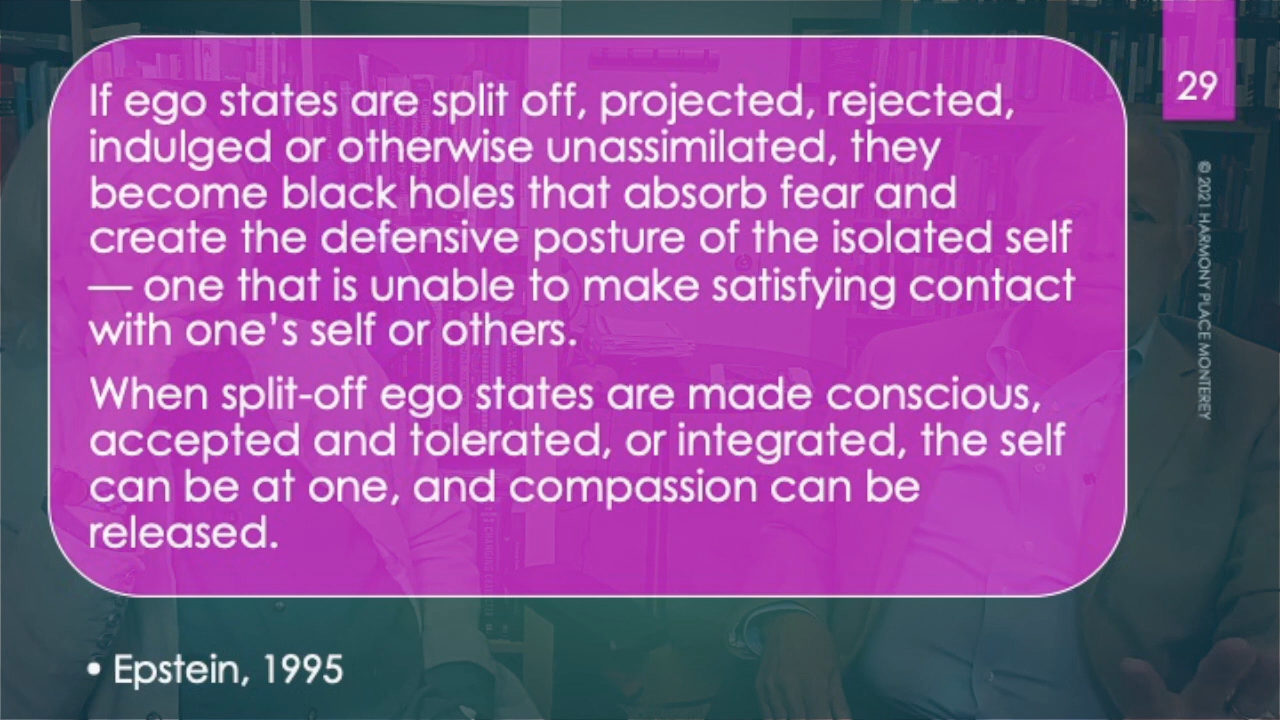 If ego states are split off, projected, rejected,
indulged or otherwise unassimilated, they
become black holes that absorb fear and
create the defensive posture of the isolated self
— one that is unable to make satisfying contact
with one’s self or others.
When split-off ego states are made conscious,
accepted and tolerated, or integrated, the self
can be at one, and compassion can be
released.
• Epstein, 1995
29
© 2021 HARMONY PLACE MONTEREY